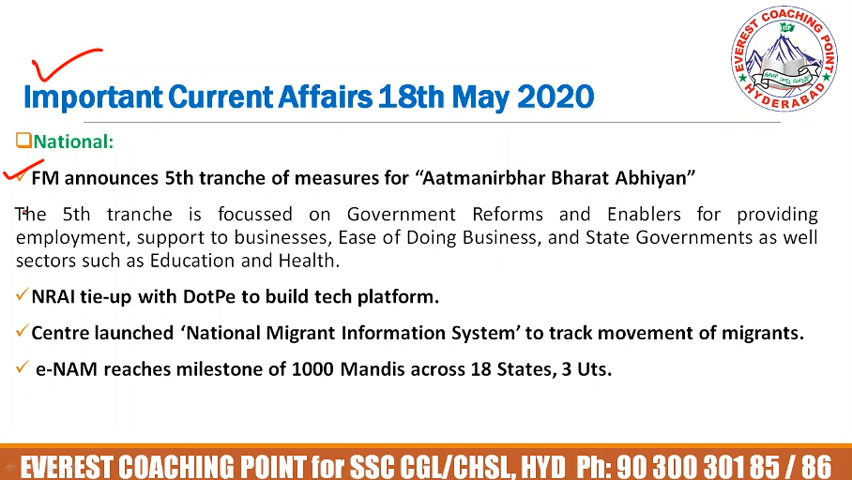 EVEREST COACHING POINT
HYDERABAD
Important Current Affairs 18th May 2020
National:
FM announces 5th tranche of measures for “Aatmanirbhar Bharat Abhiyan”
The 5th tranche is focussed on Government Reforms and Enablers for providing
employment, support to businesses, Ease of Doing Business, and State Governments as well
sectors such as Education and Health.
NRAI tie-up with DotPe to build tech platform.
Centre launched ‘National Migrant Information System’ to track movement of migrants.
e-NAM reaches milestone of 1000 Mandis across 18 States, 3 Uts.
EVEREST COACHING POINT for SSC CGL/CHSL, HYD Ph: 90 300 301 85 / 86